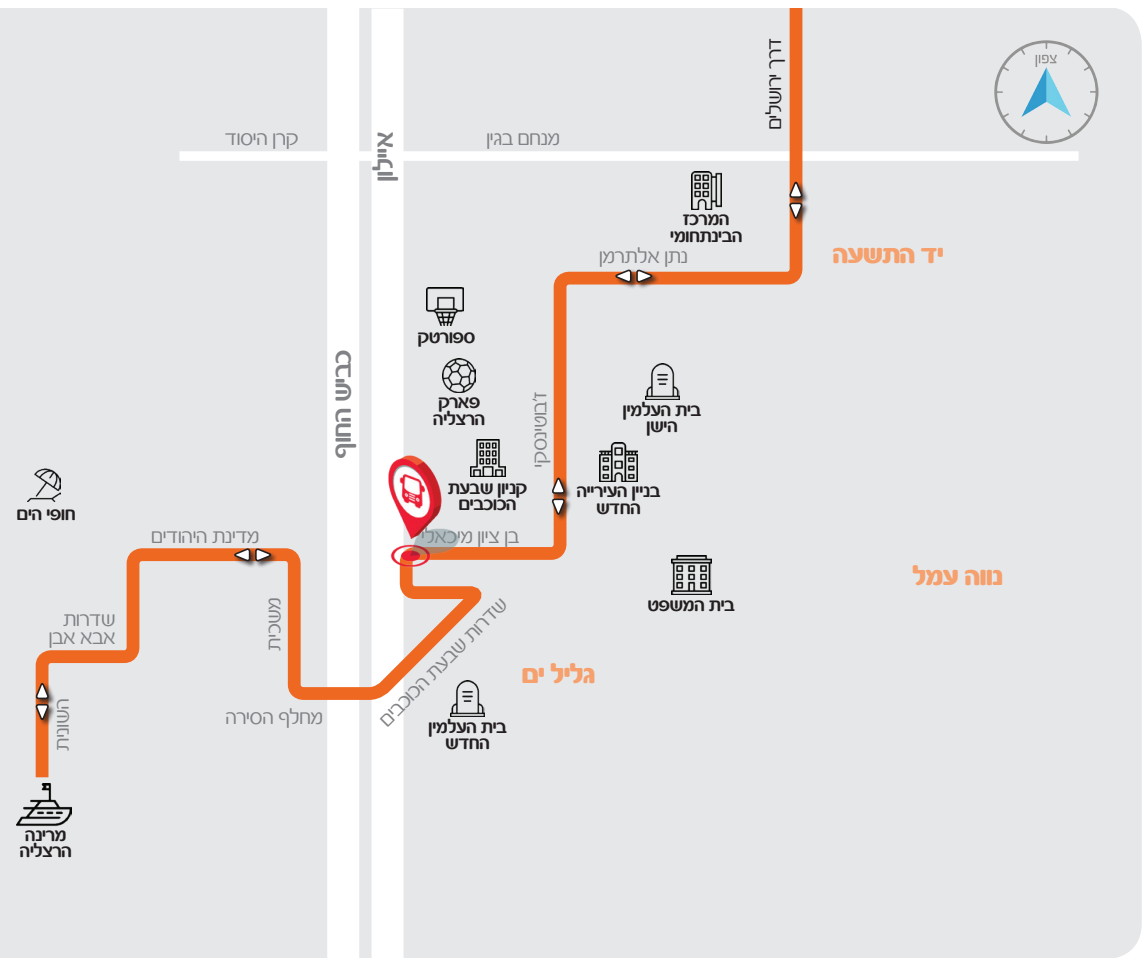 צפון
דרך ירושלים
איילון
קרן היסוד
מנחם בגין
המרכז
הבינתחומי
יד התשעה
נתן אלתרמן
ספורטק
כביש החוף
פארק
הרצליה
ז'בוטינסקי
בית העלמין
הישן
חופי הים
קניון שבעת
הכוכבים
בניין העירייה
החדש
מדינת היהודים
בן ציון מיכאלי
נווה עמל
בית המשפט
שדרות
אבא אבן
משכית
שדרות שבעת הכוכבים
גליל ים
השונית
מחלף הסירה
בית העלמין
החדש
מרינה
הרצליה